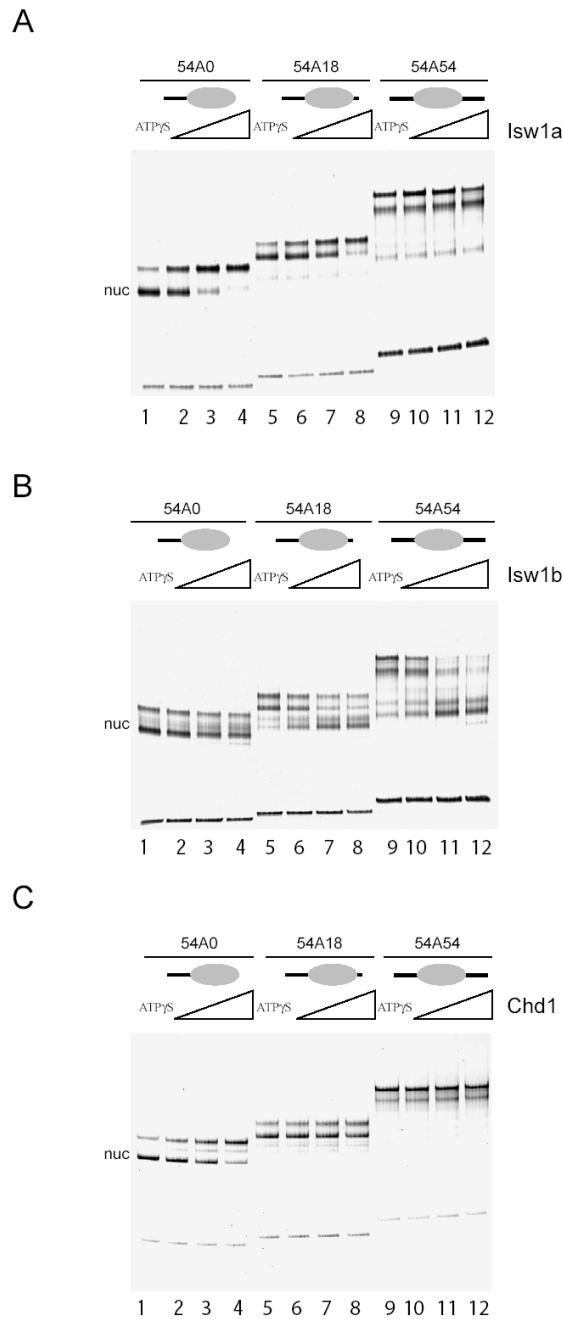 A
54A0 54A18 54A54
ATPγS ATPγS ATPγS Isw1a
nuc
1 2 3 4 5 6 7 8 9 10 11 12
B
54A0 54A18 54A54
ATPγS ATPγS ATPγS Isw1b
nuc
1 2 3 4 5 6 7 8 9 10 11 12
C
54A0 54A18 54A54
ATPγS ATPγS ATPγS Chd1
nuc
1 2 3 4 5 6 7 8 9 10 11 12